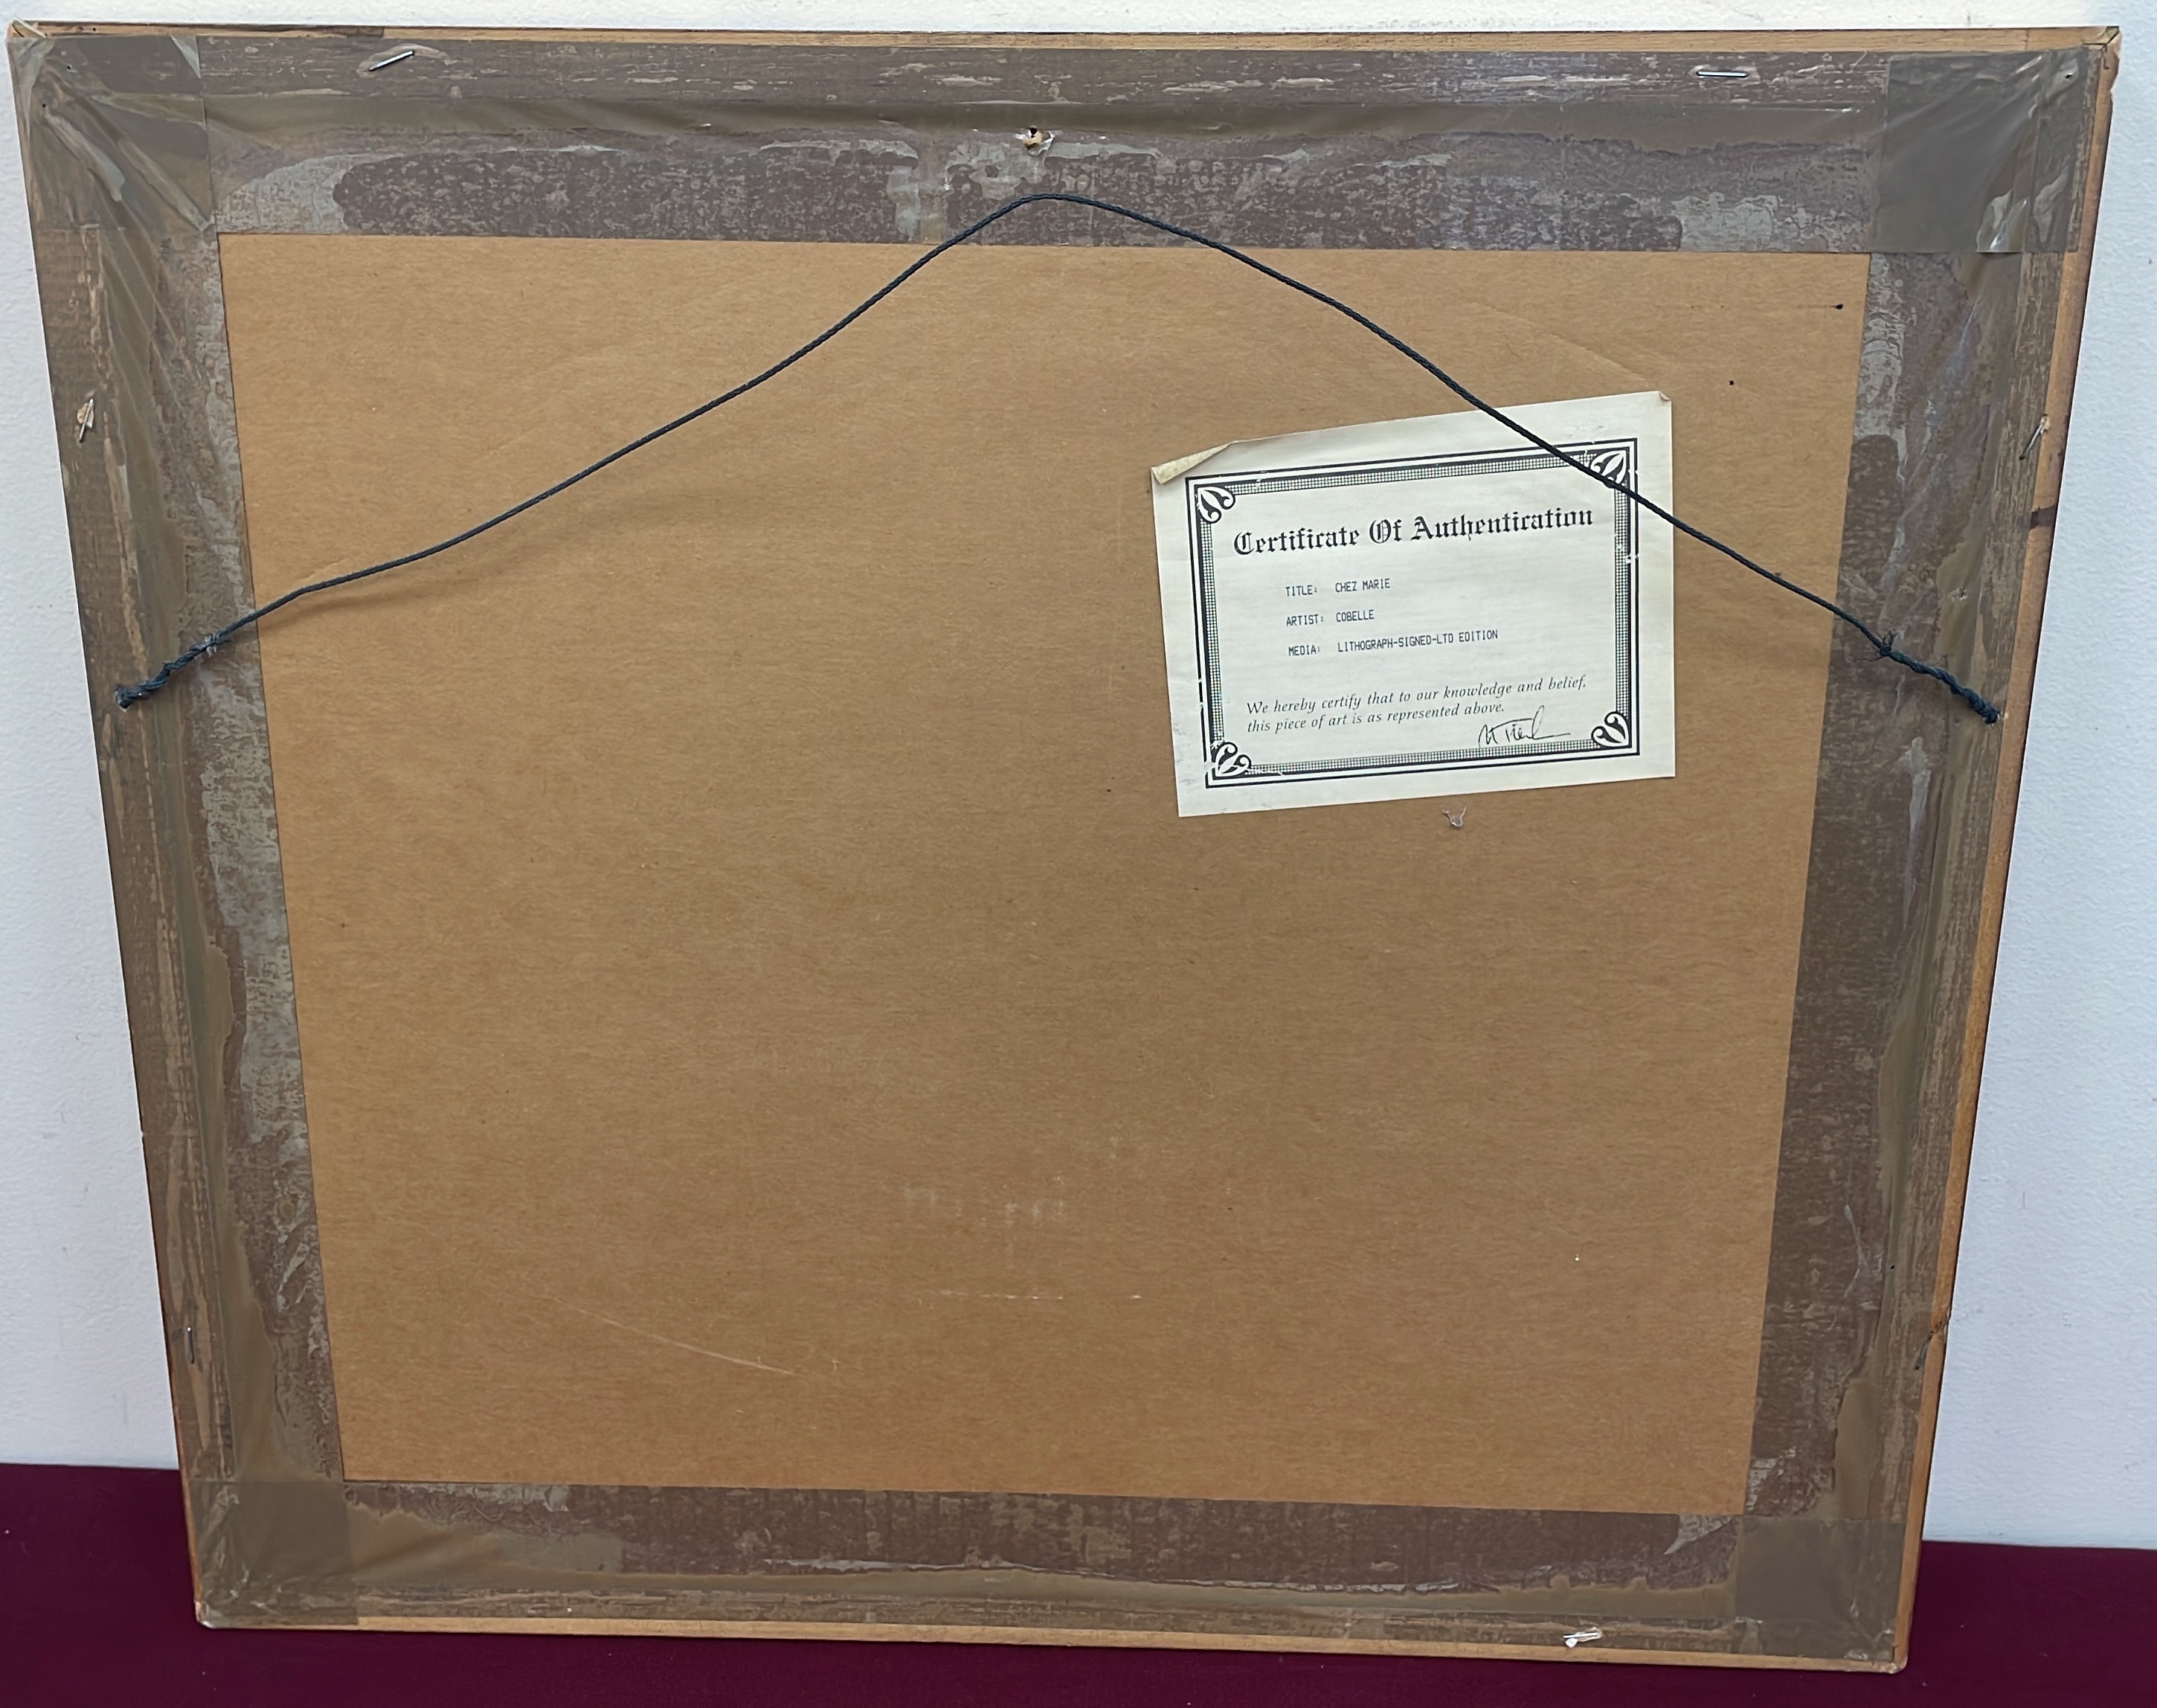 Certificate Of Authentication
TITLE: CHEZ MARIE
ARTIST: COBELLE
MEDIA: LITHOGRAPH-SIGNED-LTD EDITION
We hereby certify that to our knowledge and belief,
this piece of art is as represented above.